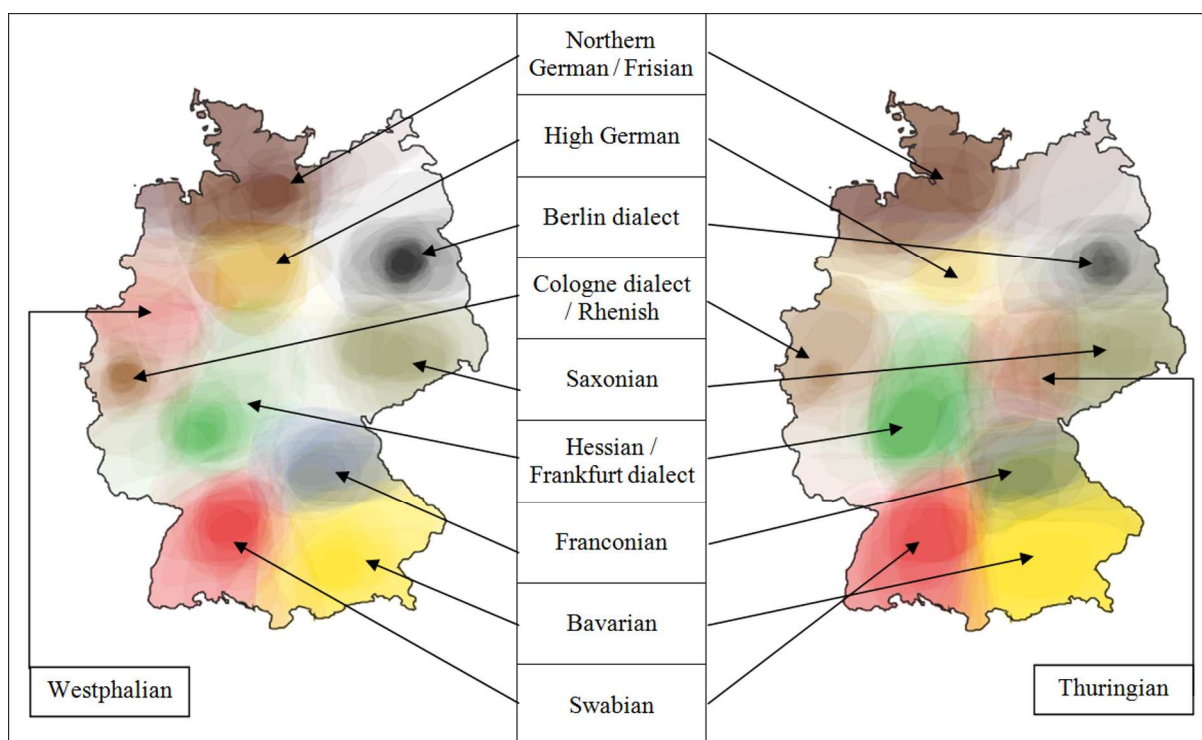 Northern
German / Frisian
High German
Berlin dialect
Cologne dialect
/ Rhenish
Saxonian
Hessian /
Frankfurt dialect
Franconian
Bavarian
Swabian
Westphalian
Thuringian